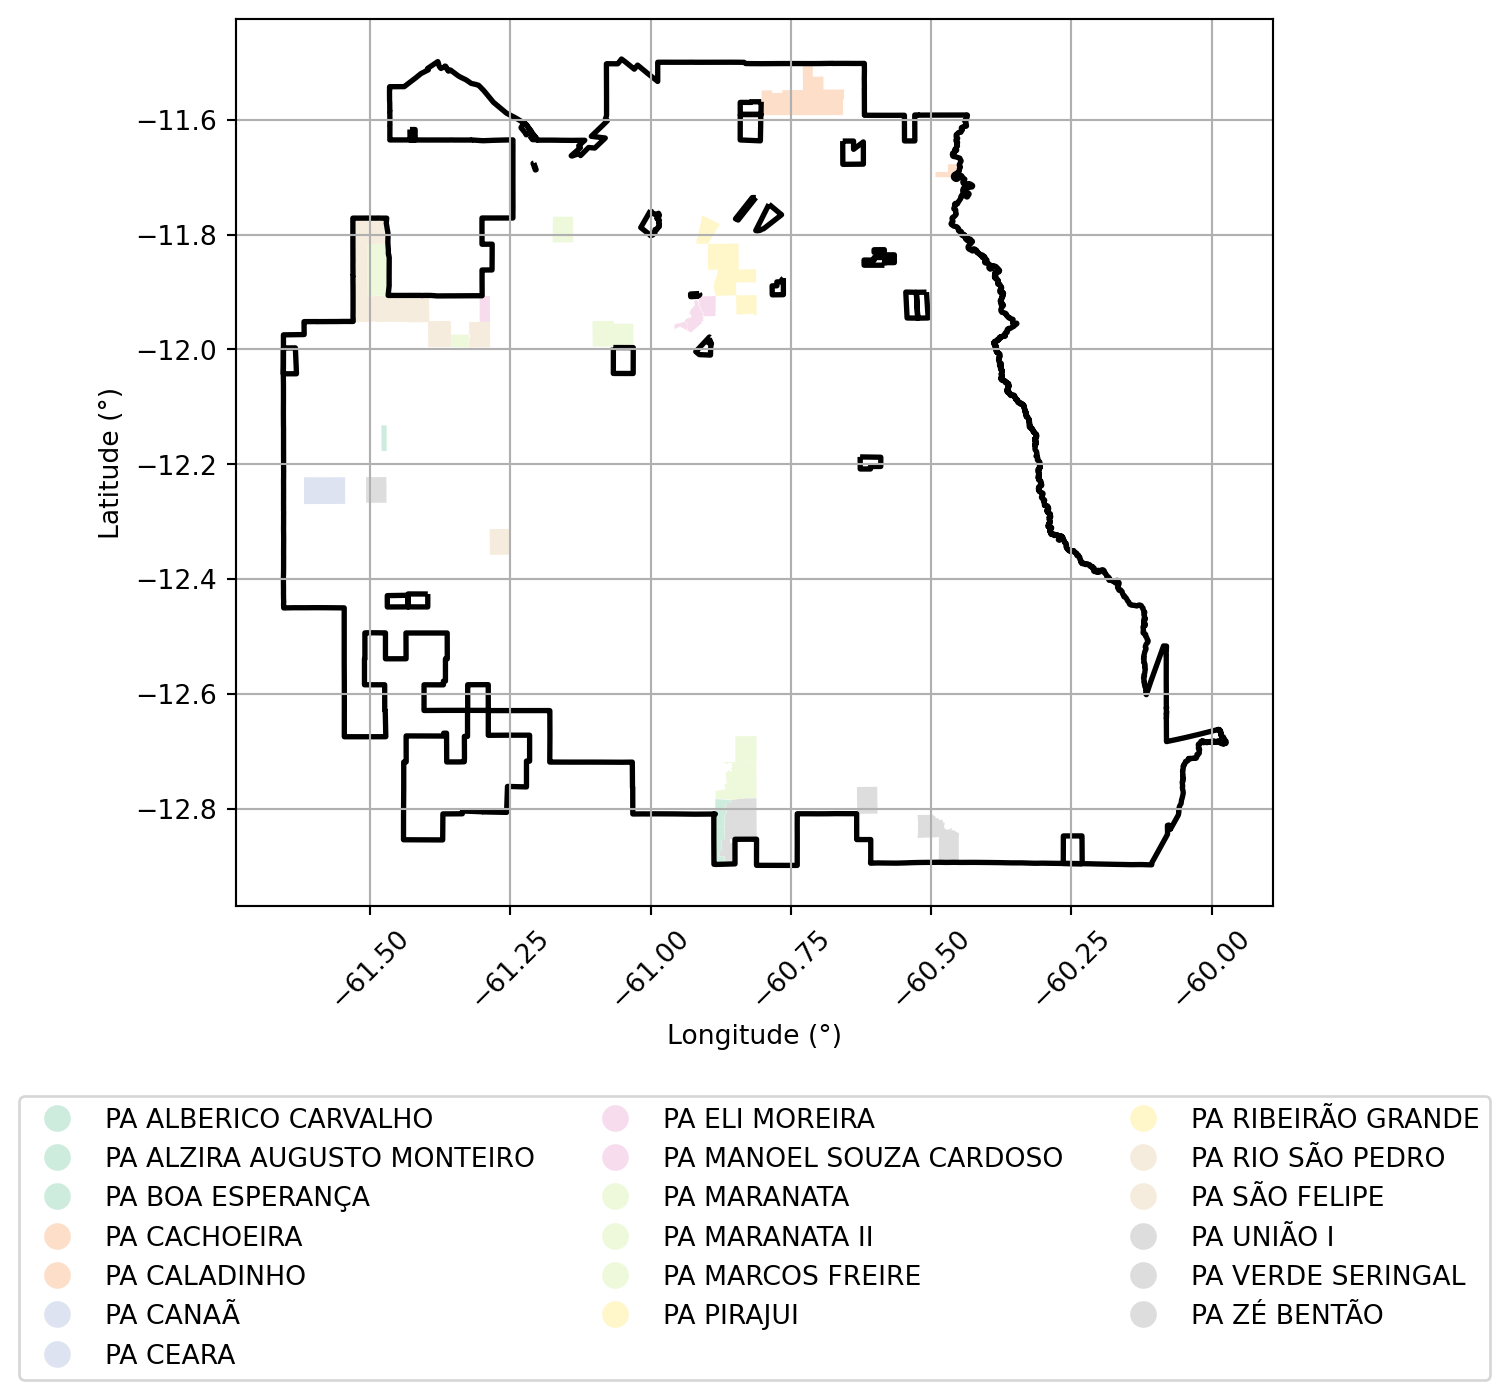 −11.6
−11.8
−12.0
−12.2
−12.4
−12.6
−12.8
Latitude (°)
−61.50
−61.25
−61.00
−60.75
−60.50
−60.25
−60.00
Longitude (°)
PA ALBERICO CARVALHO
PA ALZIRA AUGUSTO MONTEIRO
PA BOA ESPERANÇA
PA CACHOEIRA
PA CALADINHO
PA CANAÃ
PA CEARA
PA ELI MOREIRA
PA MANOEL SOUZA CARDOSO
PA MARANATA
PA MARANATA II
PA MARCOS FREIRE
PA PIRAJUI
PA RIBEIRÃO GRANDE
PA RIO SÃO PEDRO
PA SÃO FELIPE
PA UNIÃO I
PA VERDE SERINGAL
PA ZÉ BENTÃO